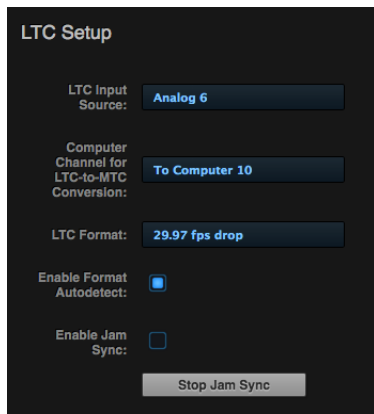 LTC Setup
LTC Input
Source:
Analog 6
Computer
Channel for
LTC-to-MTC
Conversion:
To Computer 10
LTC Format:
29.97 fps drop
Enable Format
Autodetect:
Enable Jam
Sync:
Stop Jam Sync